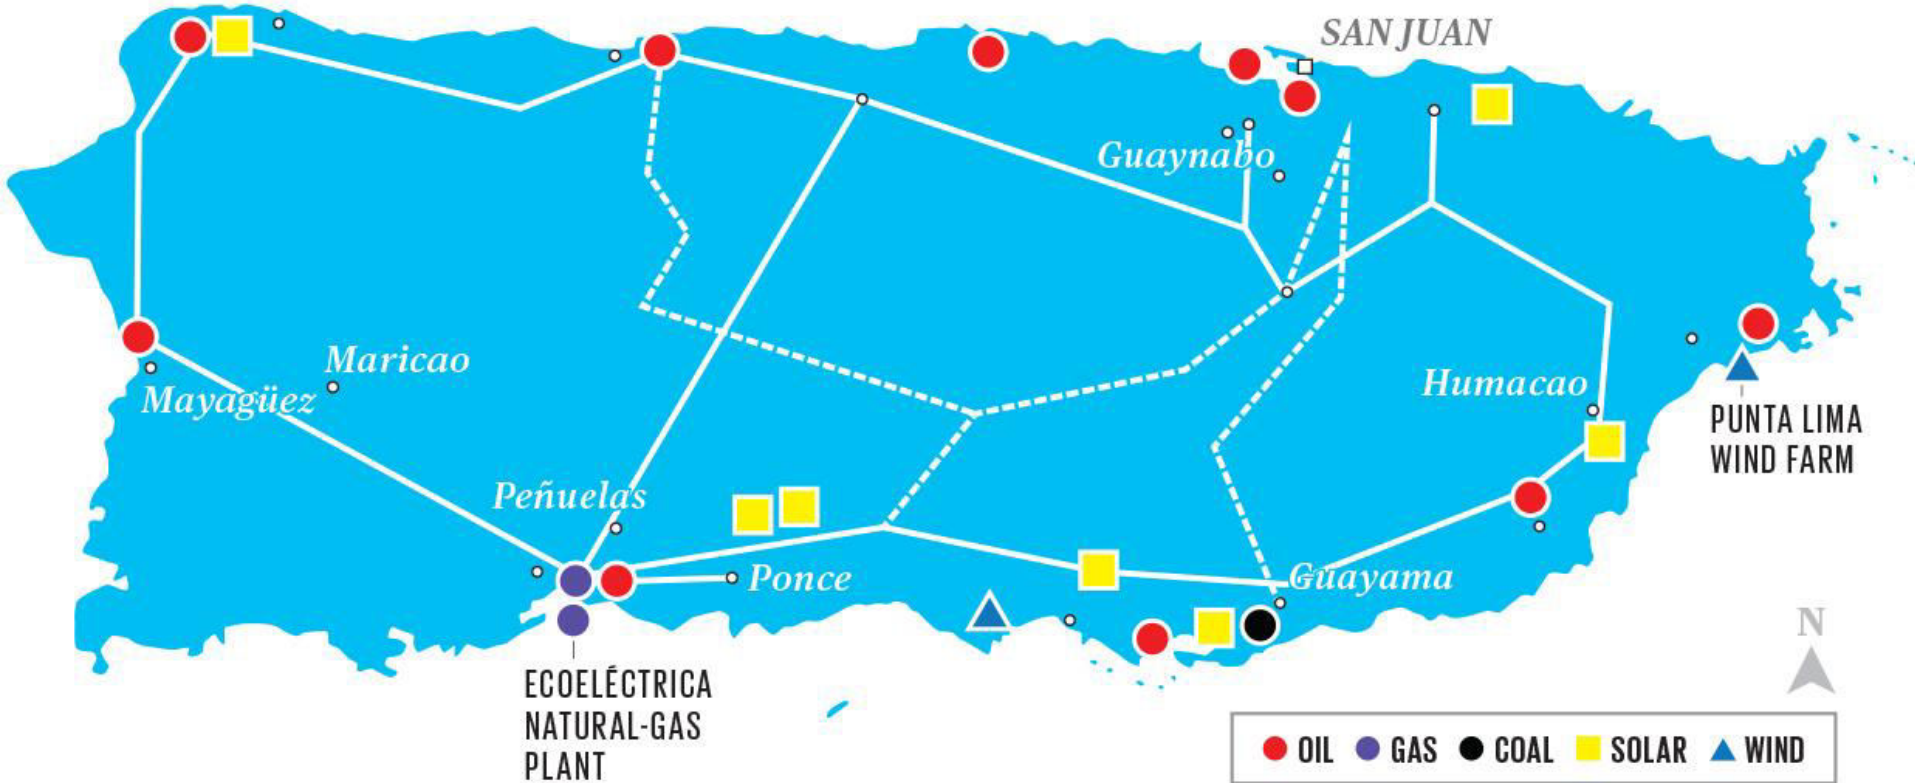 SAN JUAN
Guaynabo
Maricao
Mayagüez
Humacao
PUNTA LIMA
WIND FARM
Peñuelas
Ponce
Guayama
ECOELÉCTRICA
NATURAL-GAS
PLANT
N
OIL GAS COAL SOLAR WIND